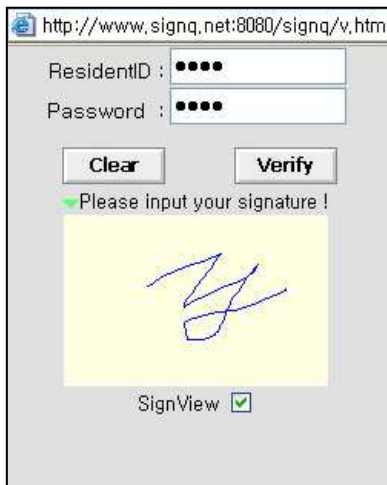 http://www.signq.net:8080/signq/v.htm
ResidentID : ••••
Password : ••••
Clear Verify
Please input your signature !
SignView